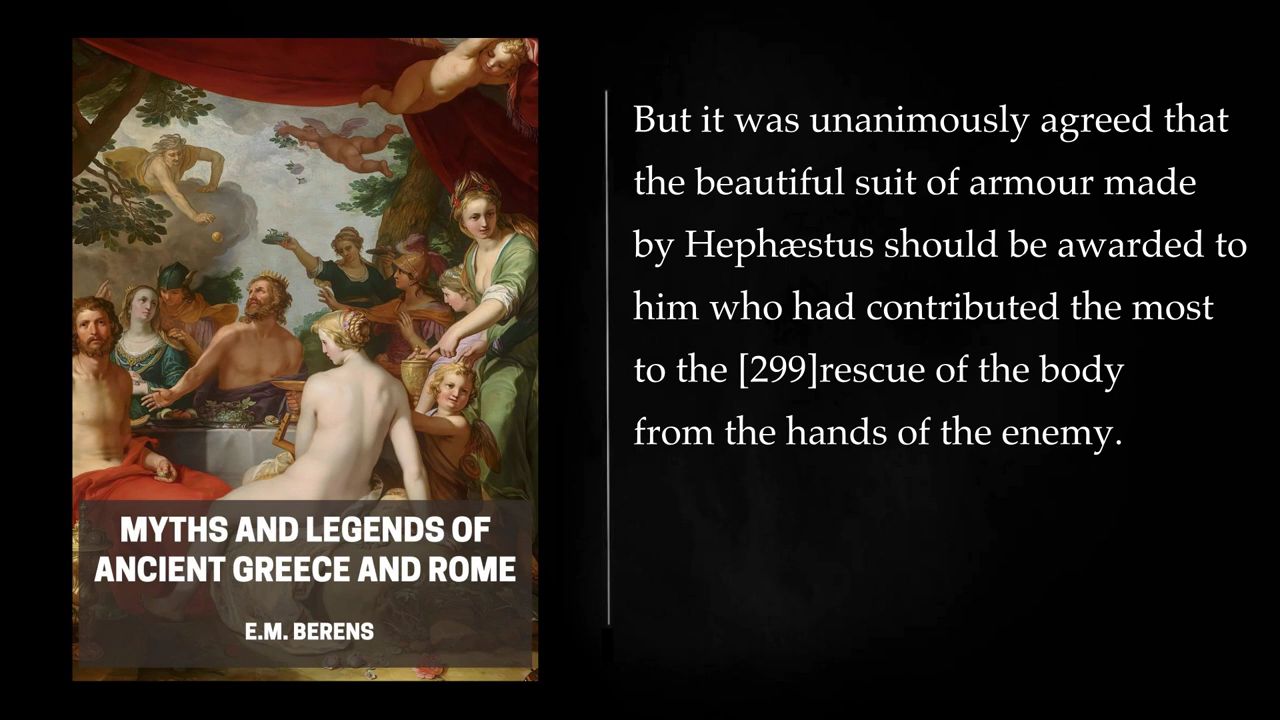 MYTHS AND LEGENDS OF
ANCIENT GREECE AND ROME
E.M. BERENS
But it was unanimously agreed that
the beautiful suit of armour made
by Hephæstus should be awarded to
him who had contributed the most
to the [299]rescue of the body
from the hands of the enemy.